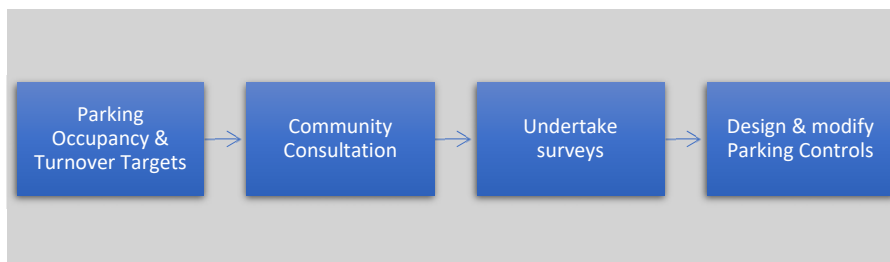 Parking
Occupancy &
Turnover Targets
Community
Consultation
Undertake
surveys
Design & modify
Parking Controls